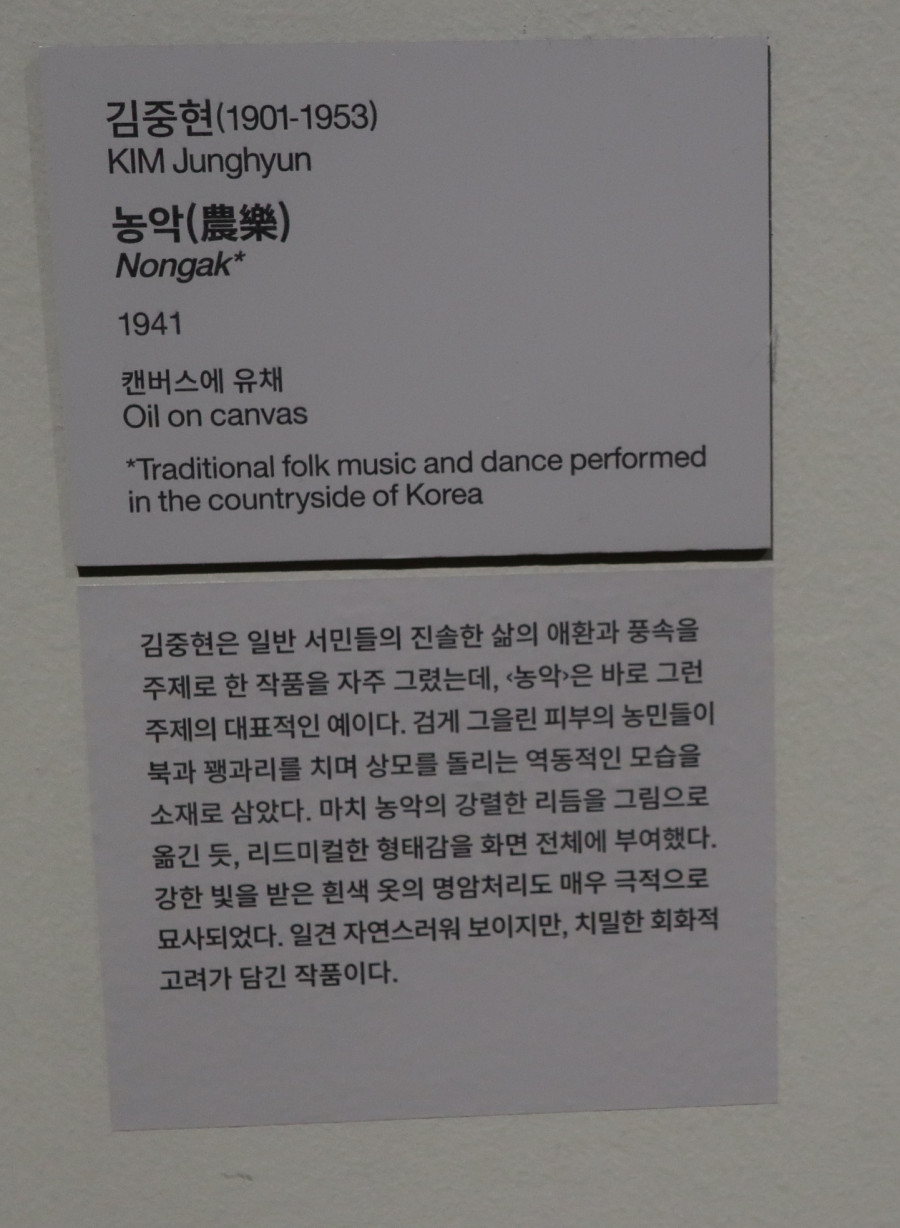 김중현(1901-1953)
KIM Junghyun
농악(農樂)
Nongak*
1941
캔버스에 유채
Oil on canvas
*Traditional folk music and dance performed
in the countryside of Korea
김중현은 일반 서민들의 진솔한 삶의 애환과 풍속을
주제로 한 작품을 자주 그렸는데, ‹농악›은 바로 그런
주제의 대표적인 예이다. 검게 그을린 피부의 농민들이
북과 꽹과리를 치며 상모를 돌리는 역동적인 모습을
소재로 삼았다. 마치 농악의 강렬한 리듬을 그림으로
옮긴 듯, 리드미컬한 형태감을 화면 전체에 부여했다.
강한 빛을 받은 흰색 옷의 명암처리도 매우 극적으로
묘사되었다. 일견 자연스러워 보이지만, 치밀한 회화적
고려가 담긴 작품이다.